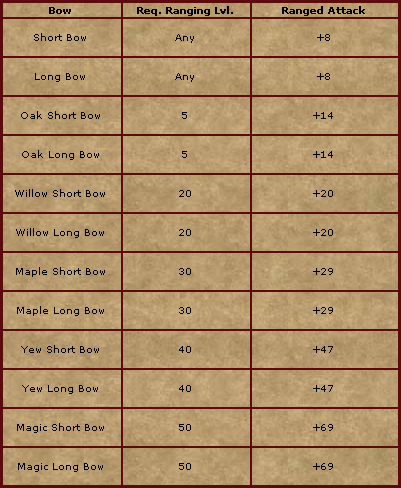 Bow Req. Ranging Lvl. Ranged Attack
Short Bow Any +8
Long Bow Any +8
Oak Short Bow 5 +14
Oak Long Bow 5 +14
Willow Short Bow 20 +20
Willow Long Bow 20 +20
Maple Short Bow 30 +29
Maple Long Bow 30 +29
Yew Short Bow 40 +47
Yew Long Bow 40 +47
Magic Short Bow 50 +69
Magic Long Bow 50 +69